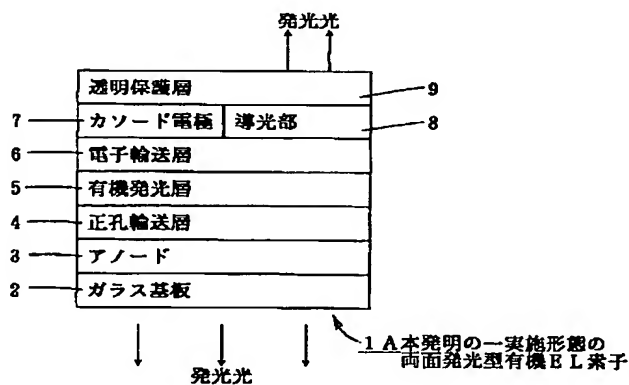 発光光
透明保護層 9
7 カソード電極 導光部 8
6 電子輸送層
5 有機発光層
4 正孔輸送層
3 アノード
2 ガラス基板
発光光
1A本発明の一実施形態の
両面発光型有機EL素子